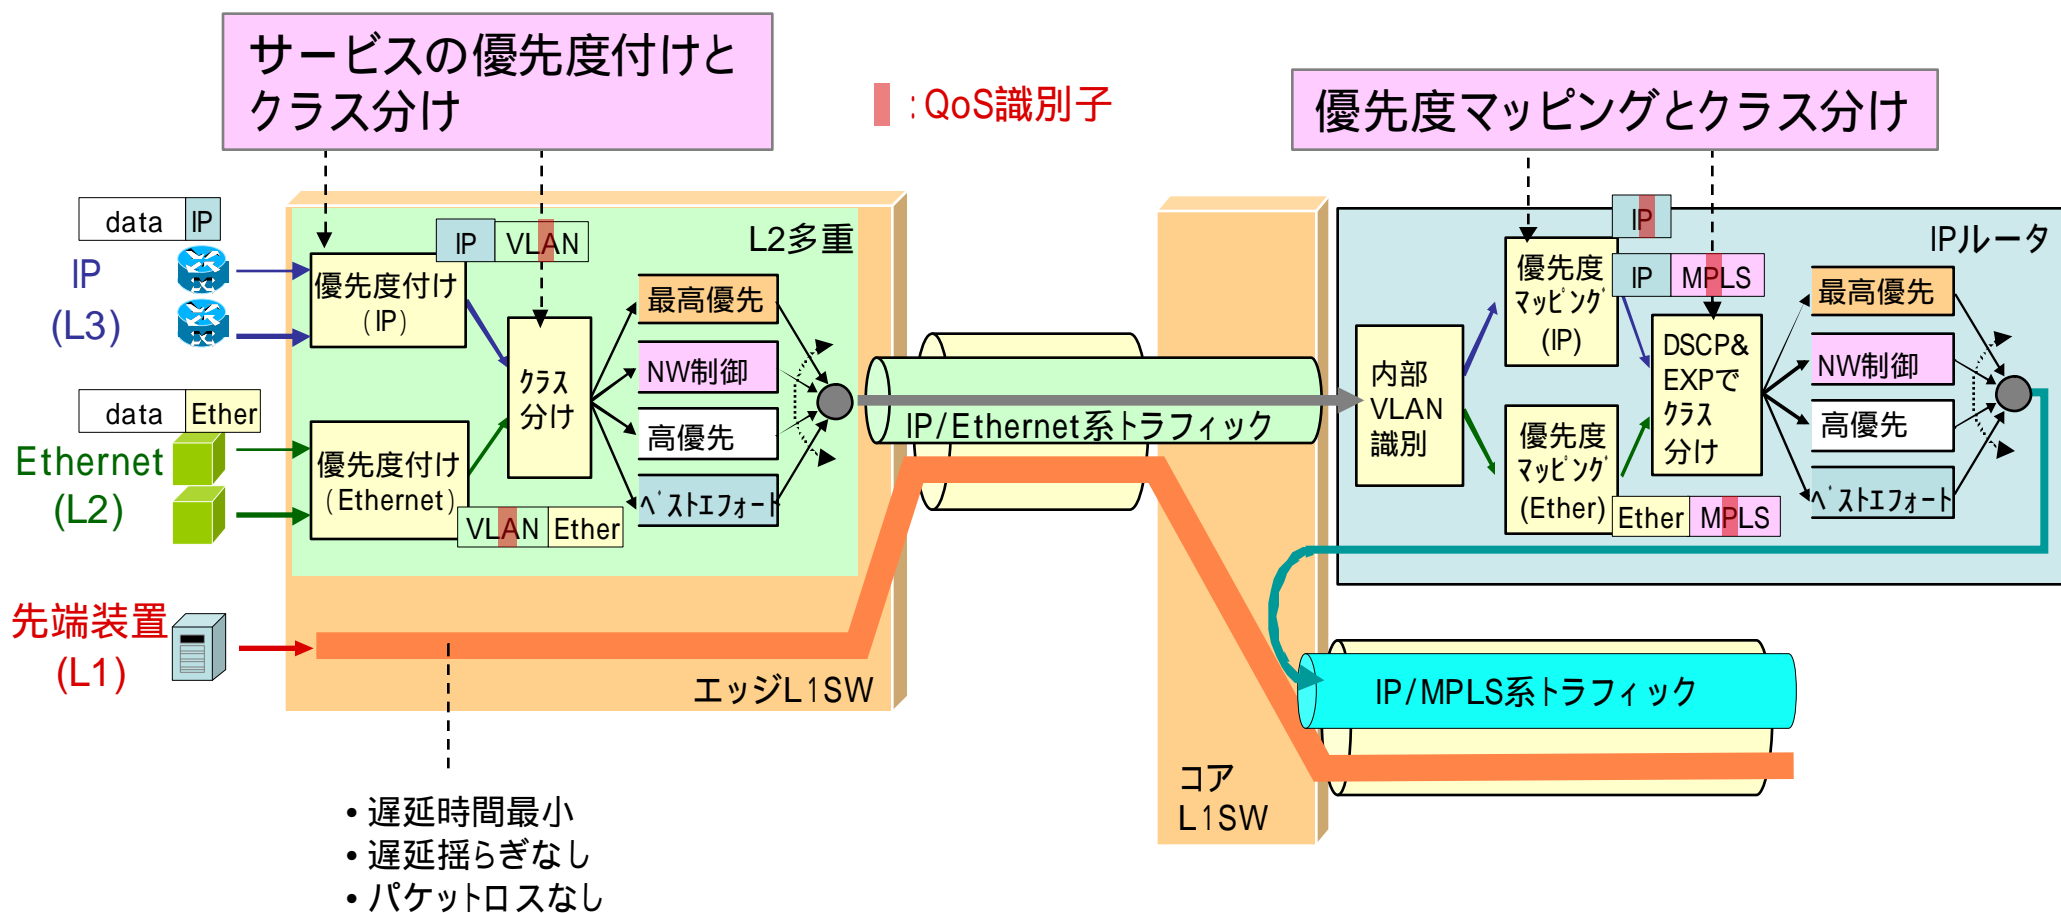 サービスの優先度付けと
クラス分け
:QoS識別子
優先度マッピングとクラス分け
data IP
IP
(L3)
data Ether
Ethernet
(L2)
先端装置
(L1)
優先度付け
(IP)
優先度付け
(Ethernet)
IP VLAN
VLAN Ether
L2多重
クラス
分け
最高優先
NW制御
高優先
ベストエフォート
エッジL1SW
IP/Ethernet系トラフィック
コア
L1SW
IPルータ
内部
VLAN
識別
優先度
マッピング
(IP)
優先度
マッピング
(Ether)
IP
IP MPLS
Ether MPLS
DSCP&
EXPで
クラス
分け
最高優先
NW制御
高優先
ベストエフォート
IP/MPLS系トラフィック
• 遅延時間最小
• 遅延揺らぎなし
• パケットロスなし